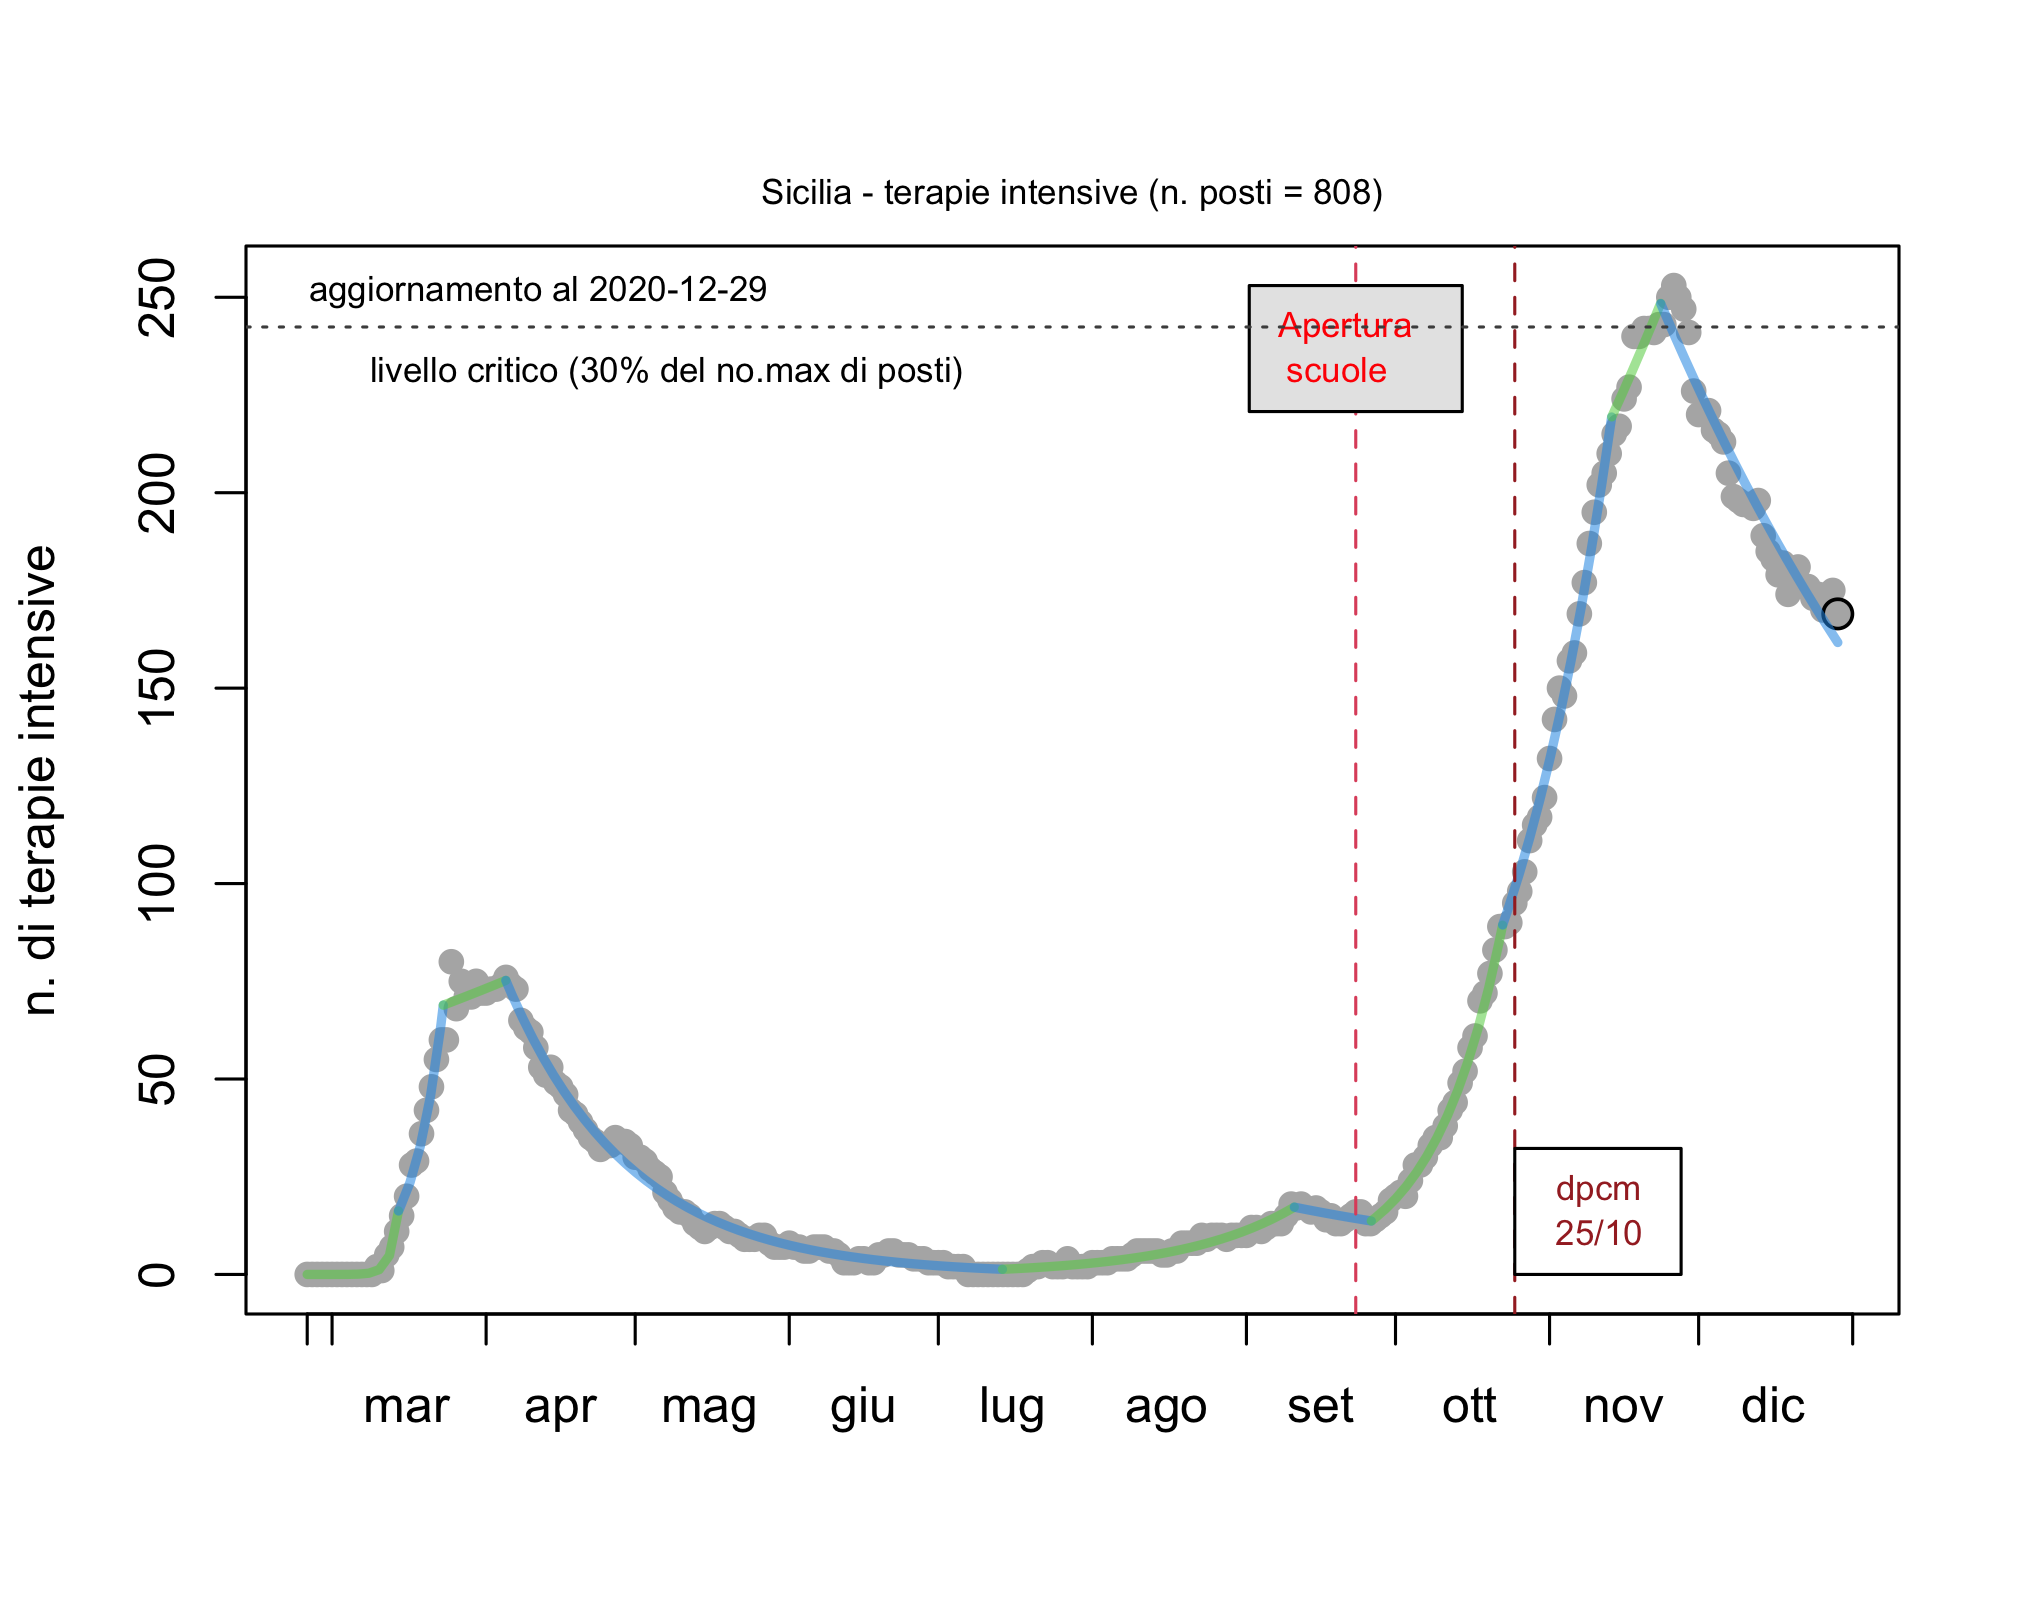 Sicilia - terapie intensive (n. posti = 808)
aggiornamento al 2020-12-29
livello critico (30% del no.max di posti)
Apertura
scuole
dpcm
25/10
n. di terapie intensive
250
200
150
100
50
0
mar apr mag giu lug ago set ott nov dic